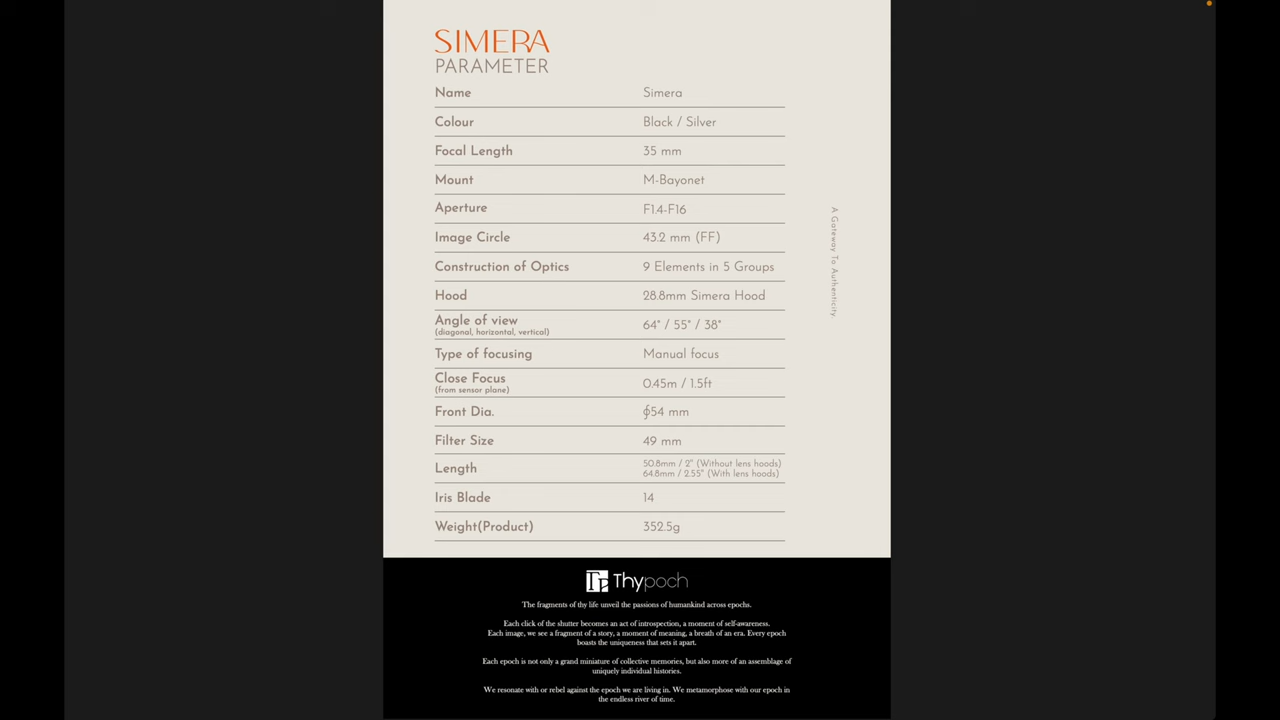 SIMERA
PARAMETER
Name Simera
Colour Black / Silver
Focal Length 35 mm
Mount M-Bayonet
Aperture F1.4-F16
Image Circle 43.2 mm (FF)
Construction of Optics 9 Elements in 5 Groups
Hood 28.8mm Simera Hood
Angle of view 64° / 55° / 38°
(diagonal, horizontal, vertical)
Type of focusing Manual focus
Close Focus 0.45m / 1.5ft
(from sensor plane)
Front Dia. ∮54 mm
Filter Size 49 mm
Length 50.8mm / 2" (Without lens hoods)
64.8mm / 2.55" (With lens hoods)
Iris Blade 14
Weight(Product) 352.5g
A Gateway To Authenticity
Thypoch
The fragments of thy life unveil the passions of humankind across epochs.
Each click of the shutter becomes an act of introspection, a moment of self-awareness.
Each image, we see a fragment of a story, a moment of meaning, a breath of an era. Every epoch
boasts the uniqueness that sets it apart.
Each epoch is not only a grand miniature of collective memories, but also more of an assemblage of
uniquely individual histories.
We resonate with or rebel against the epoch we are living in. We metamorphose with our epoch in
the endless river of time.